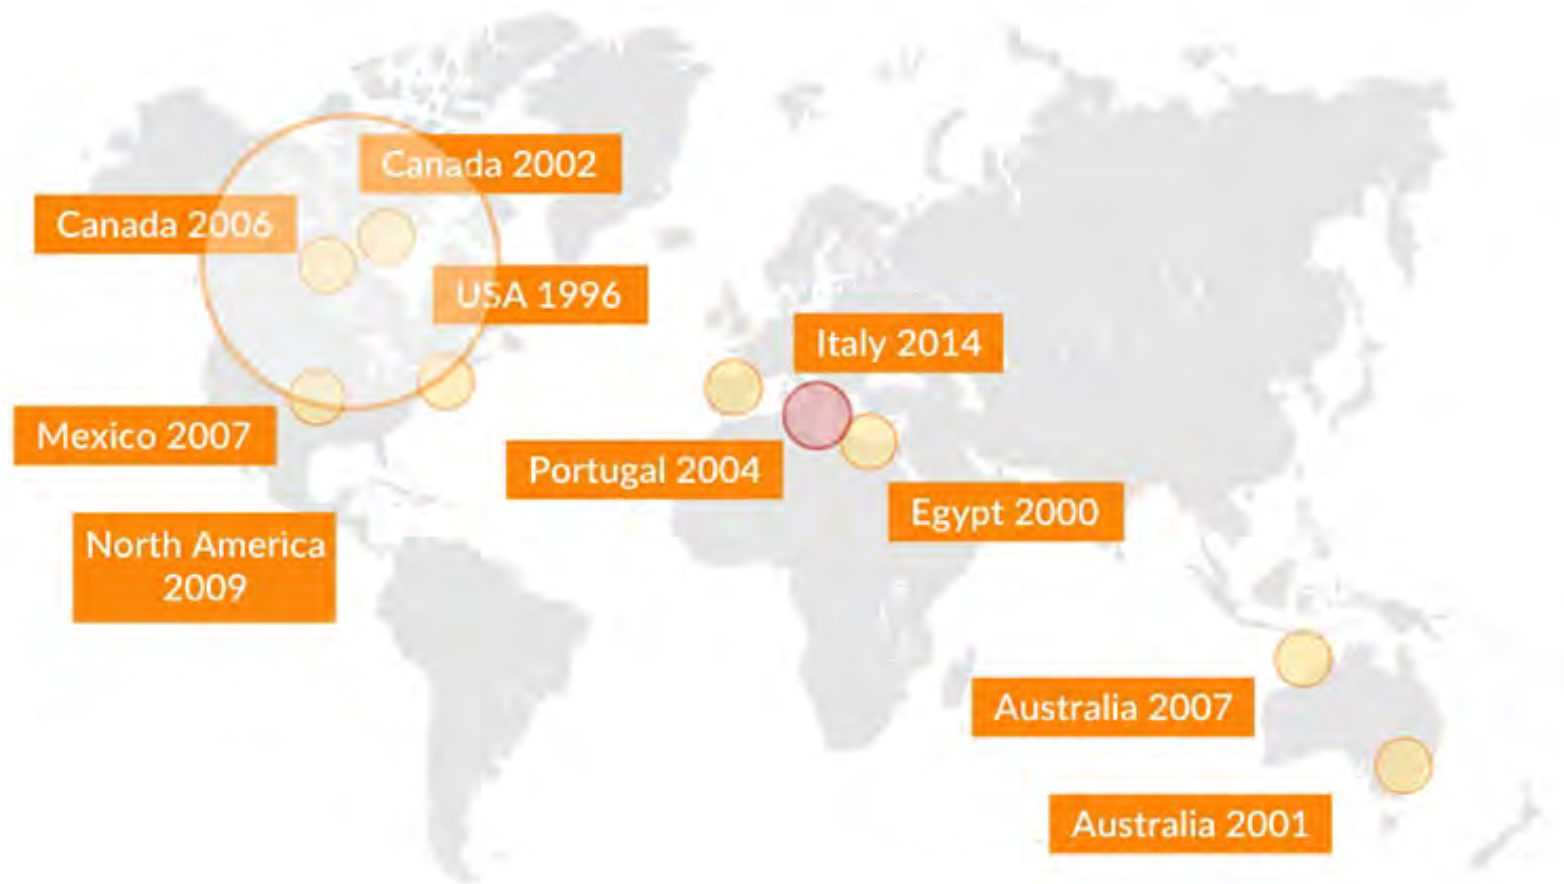 Canada 2002
Canada 2006
USA 1996
Italy 2014
Mexico 2007
Portugal 2004
Egypt 2000
North America
2009
Australia 2007
Australia 2001